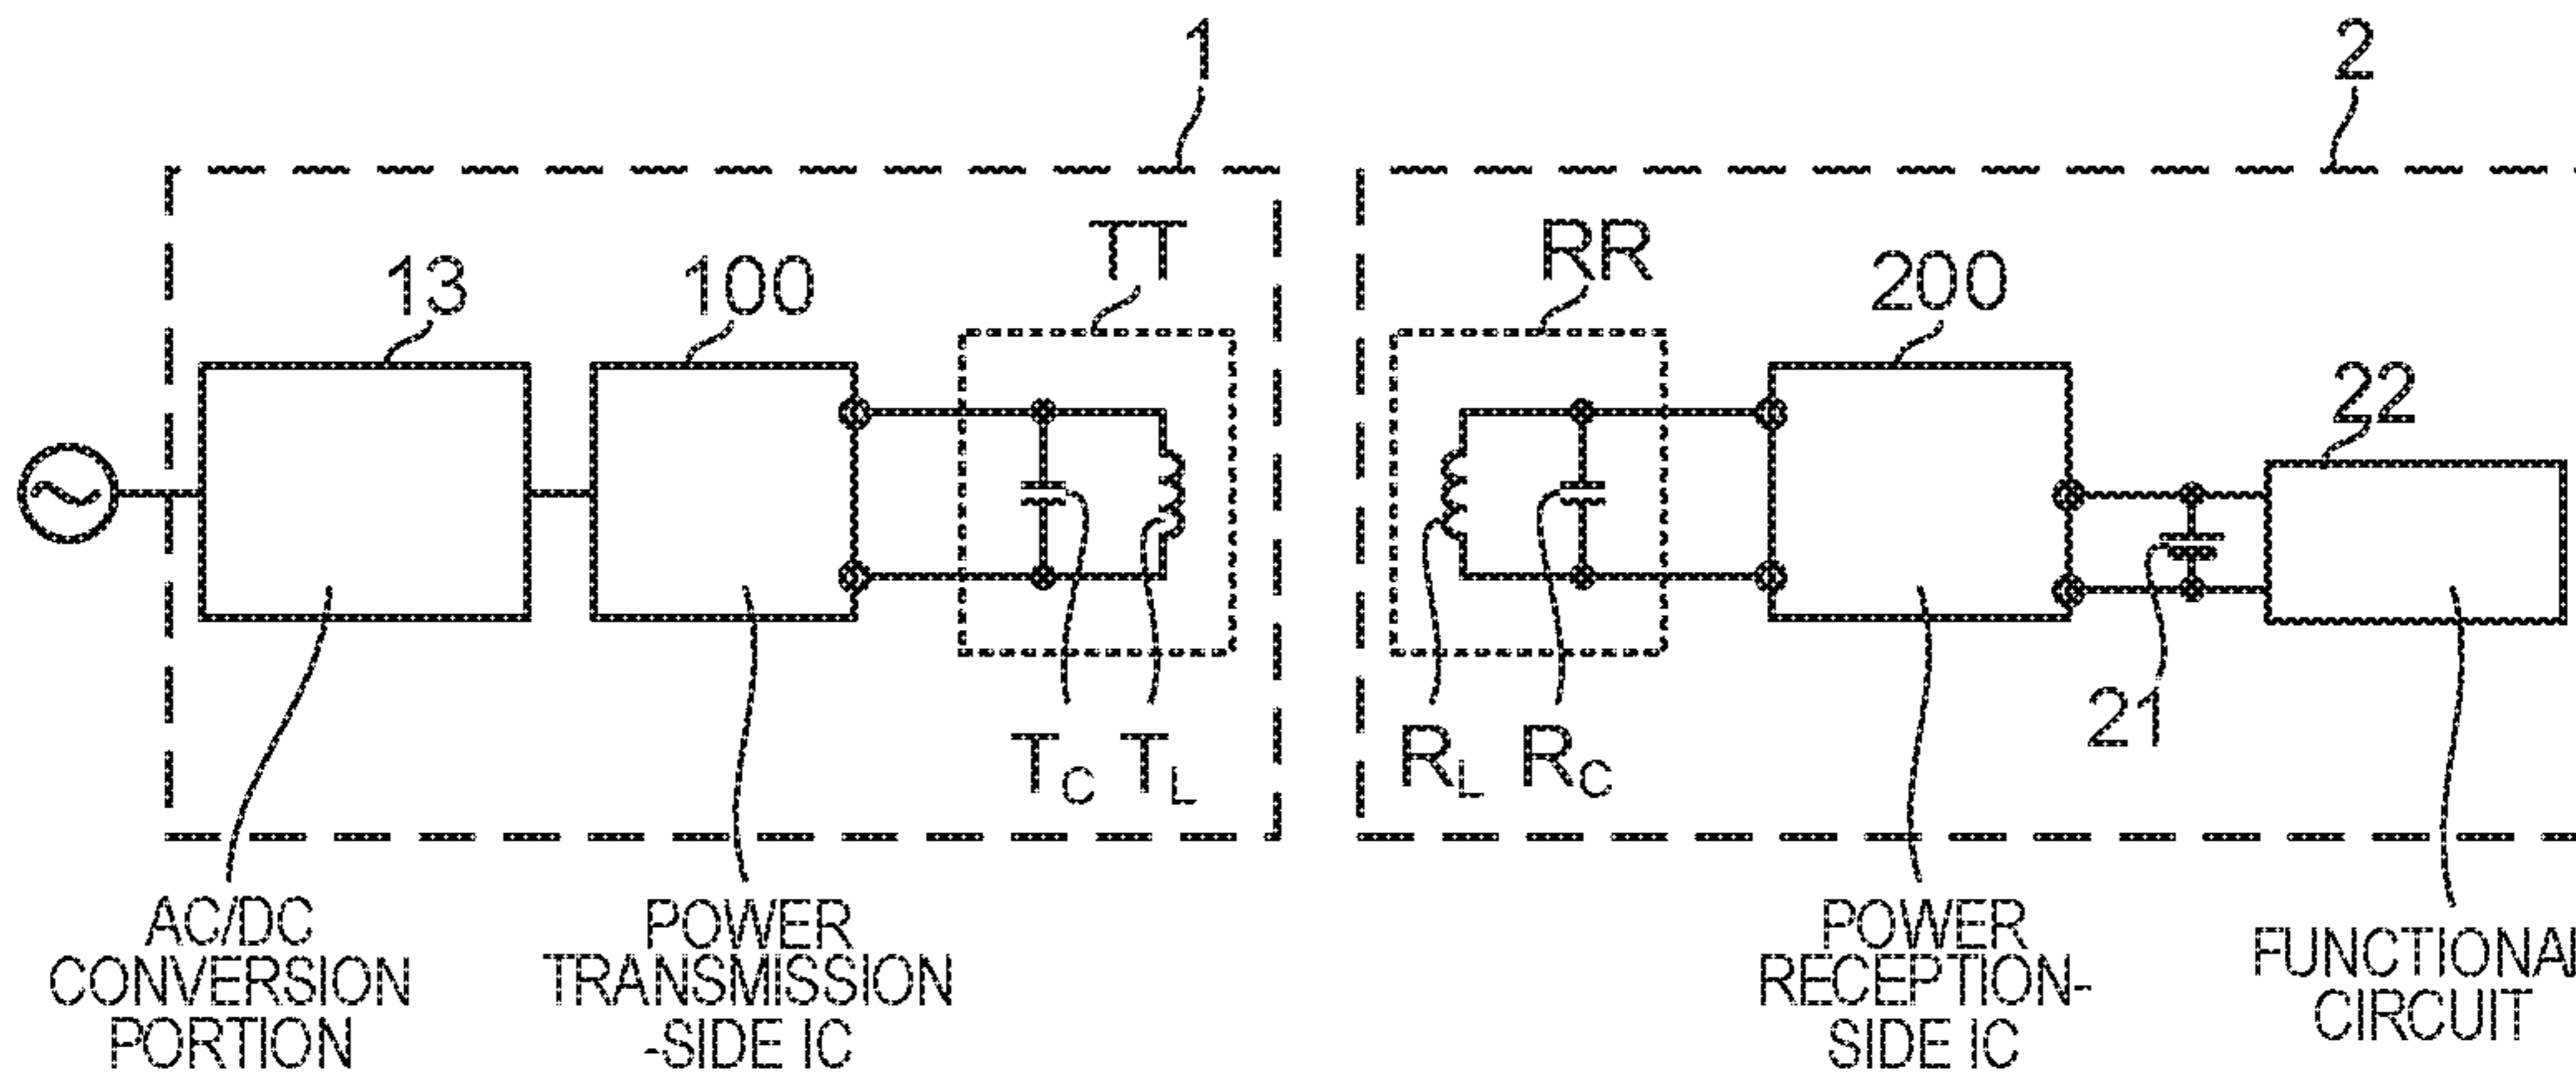 1
2
TT
RR
13
100
200
22
21
TC
TL
RL
RC
AC/DC
CONVERSION
PORTION
POWER
TRANSMISSION
-SIDE IC
POWER
RECEPTION-
SIDE IC
FUNCTIONAL
CIRCUIT